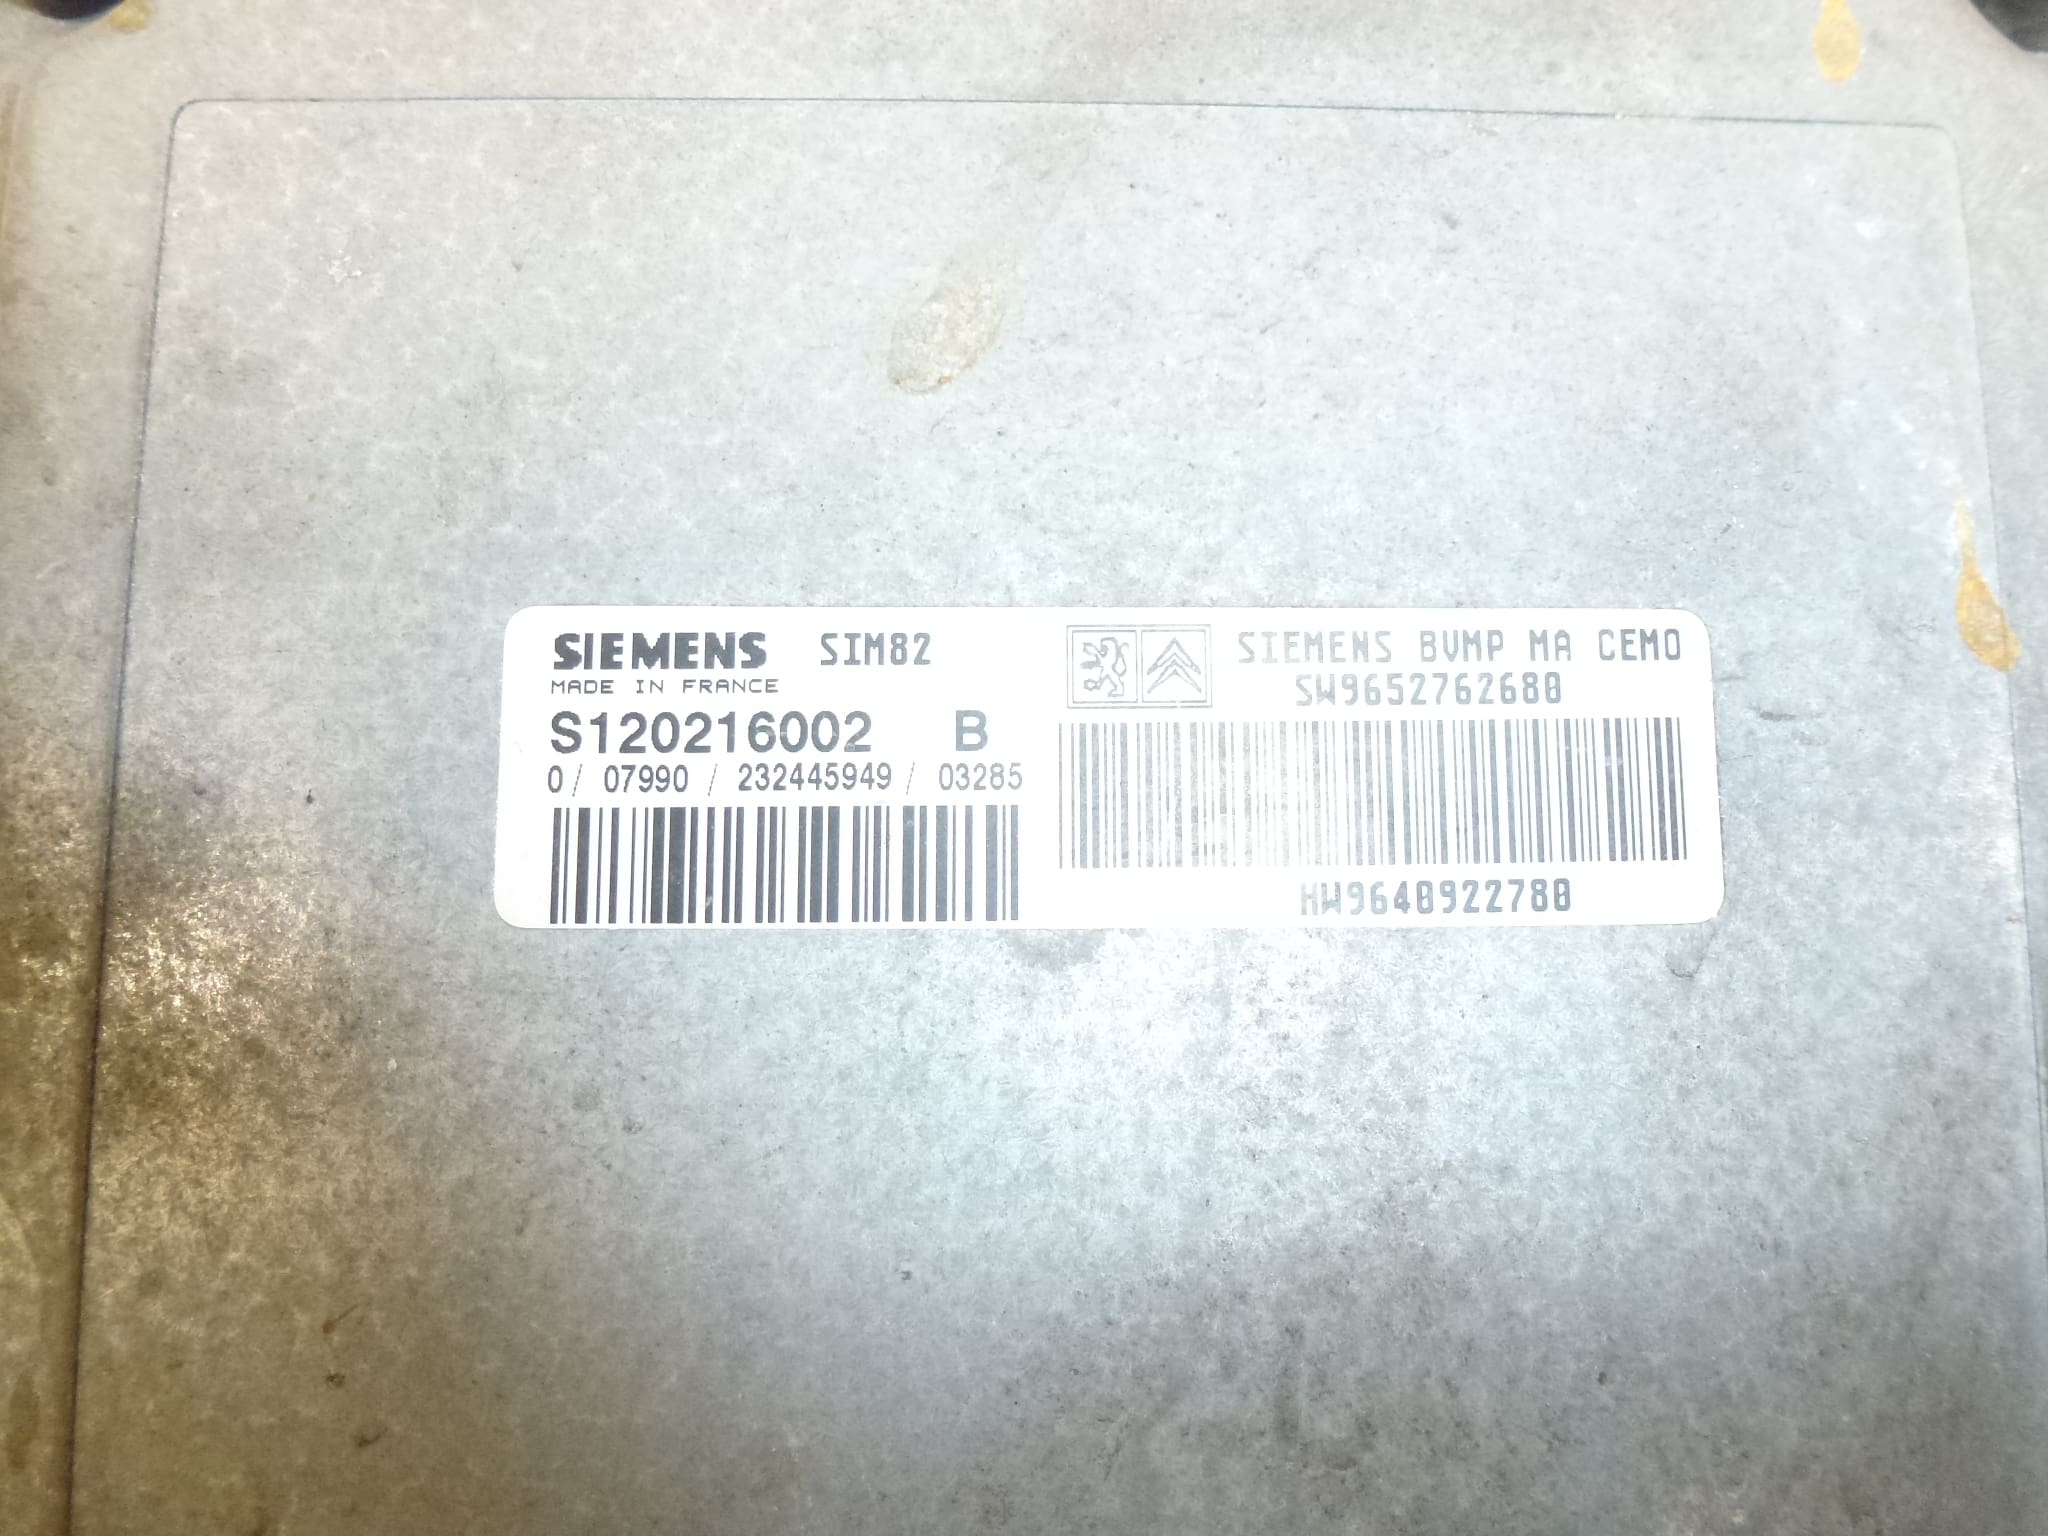 SIEMENS SIM82
MADE IN FRANCE
S120216002 B
0 / 07990 / 232445949 / 03285
SIEMENS BVMP MA CEMO
SW9652762680
HW9640922780